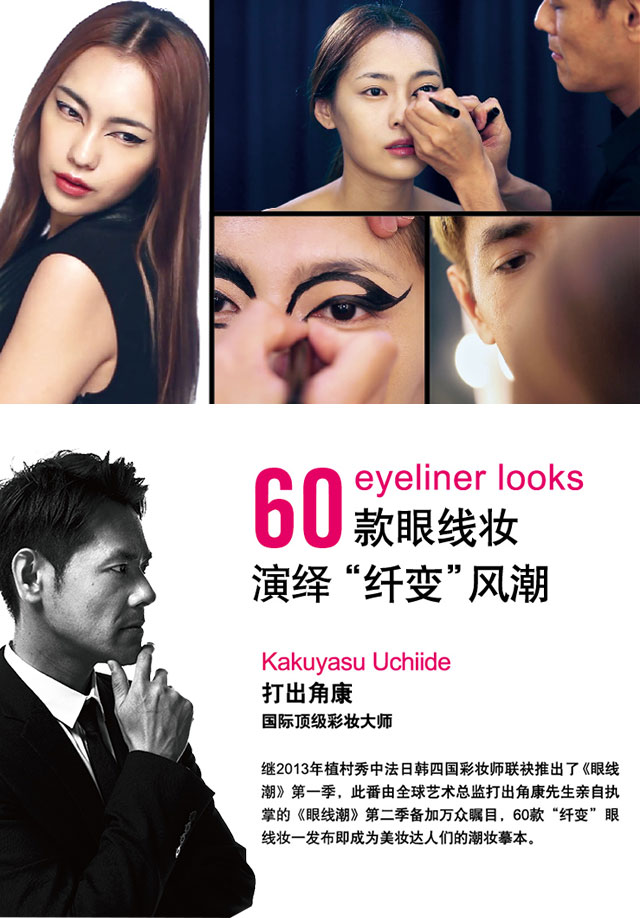 60 eyeliner looks
款眼线妆
演绎“纤变”风潮
Kakuyasu Uchiide
打出角康
国际顶级彩妆大师
继2013年植村秀中法日韩四国彩妆师联袂推出了《眼线
潮》第一季，此番由全球艺术总监打出角康先生亲自执
掌的《眼线潮》第二季备加万众瞩目，60款“纤变”眼
线妆一发布即成为美妆达人们的潮妆摹本。